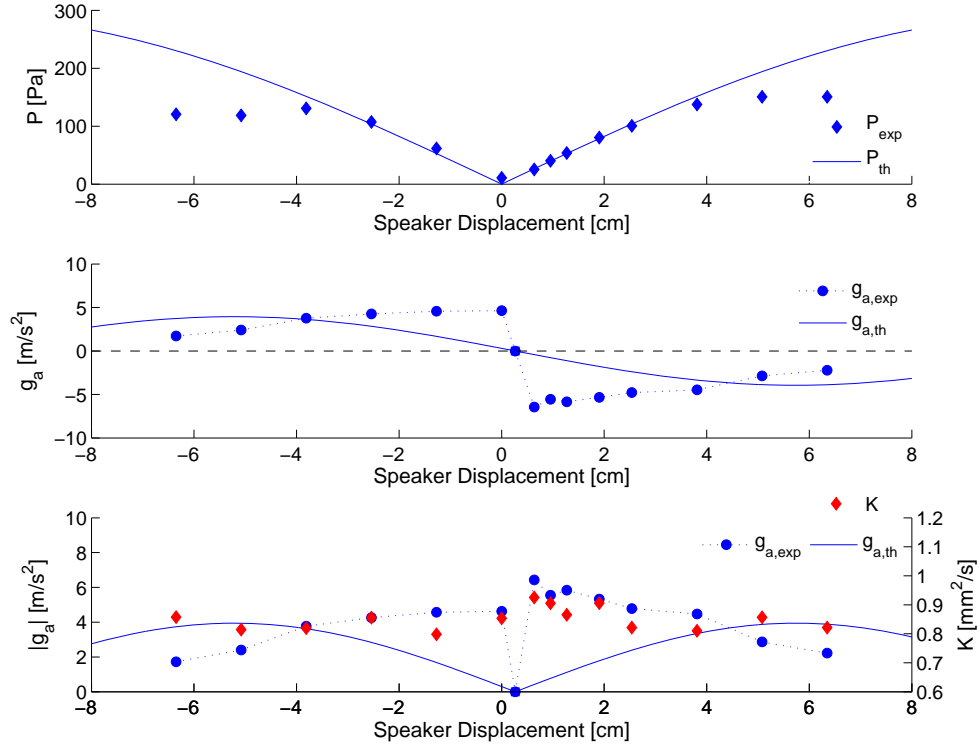 300
200
100
0
P [Pa]
P_exp
P_th
−8 −6 −4 −2 0 2 4 6 8
Speaker Displacement [cm]
10
5
0
−5
−10
g_a [m/s^2]
g_a,exp
g_a,th
−8 −6 −4 −2 0 2 4 6 8
Speaker Displacement [cm]
K
10
8
6
4
2
0
|g_a| [m/s^2]
g_a,exp g_a,th
1.2
1.1
1
0.9
0.8
0.7
0.6
K [mm^2/s]
−8 −6 −4 −2 0 2 4 6 8
Speaker Displacement [cm]